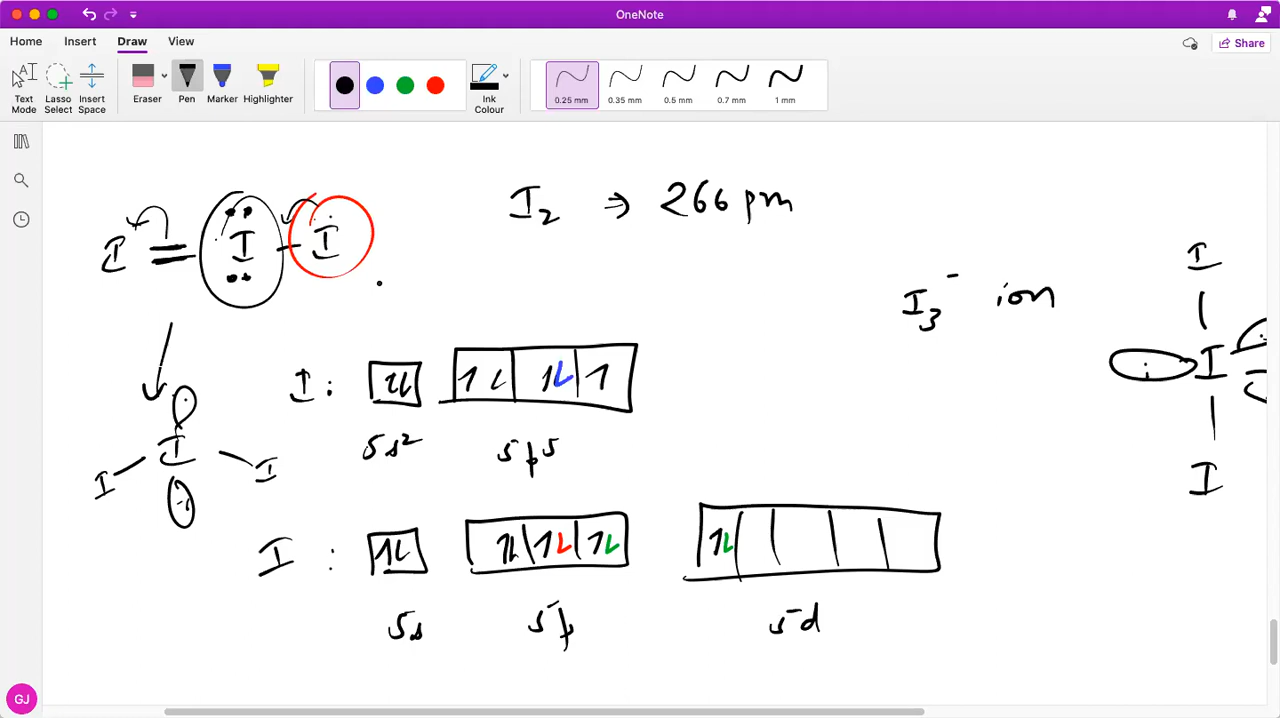 OneNote
Home Insert Draw View
Share
Text Mode
Lasso Select
Insert Space
Eraser
Pen
Marker
Highlighter
Ink Colour
0.25 mm
0.35 mm
0.5 mm
0.7 mm
1 mm
I₂ → 266 pm
I = I - I
I
I₃⁻ ion
I
I
I
I :
5s² 5p⁵
I
I I
I :
5s 5p 5d
GJ